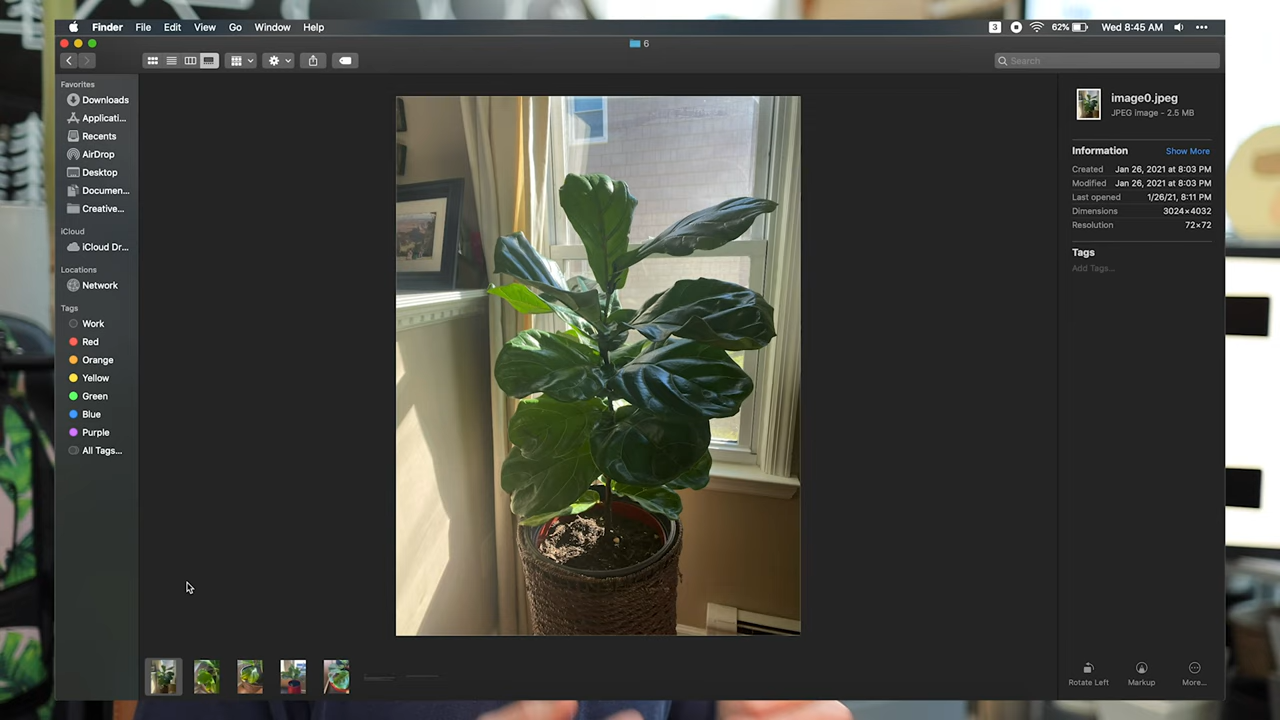 Finder File Edit View Go Window Help 3 62% Wed 8:45 AM
6
Search
Favorites
Downloads
Applicati...
Recents
AirDrop
Desktop
Documen...
Creative...
iCloud
iCloud Dr...
Locations
Network
Tags
Work
Red
Orange
Yellow
Green
Blue
Purple
All Tags...
image0.jpeg
JPEG image - 2.5 MB
Information Show More
Created Jan 26, 2021 at 8:03 PM
Modified Jan 26, 2021 at 8:03 PM
Last opened 1/26/21, 8:11 PM
Dimensions 3024×4032
Resolution 72×72
Tags
Add Tags...
Rotate Left Markup More...